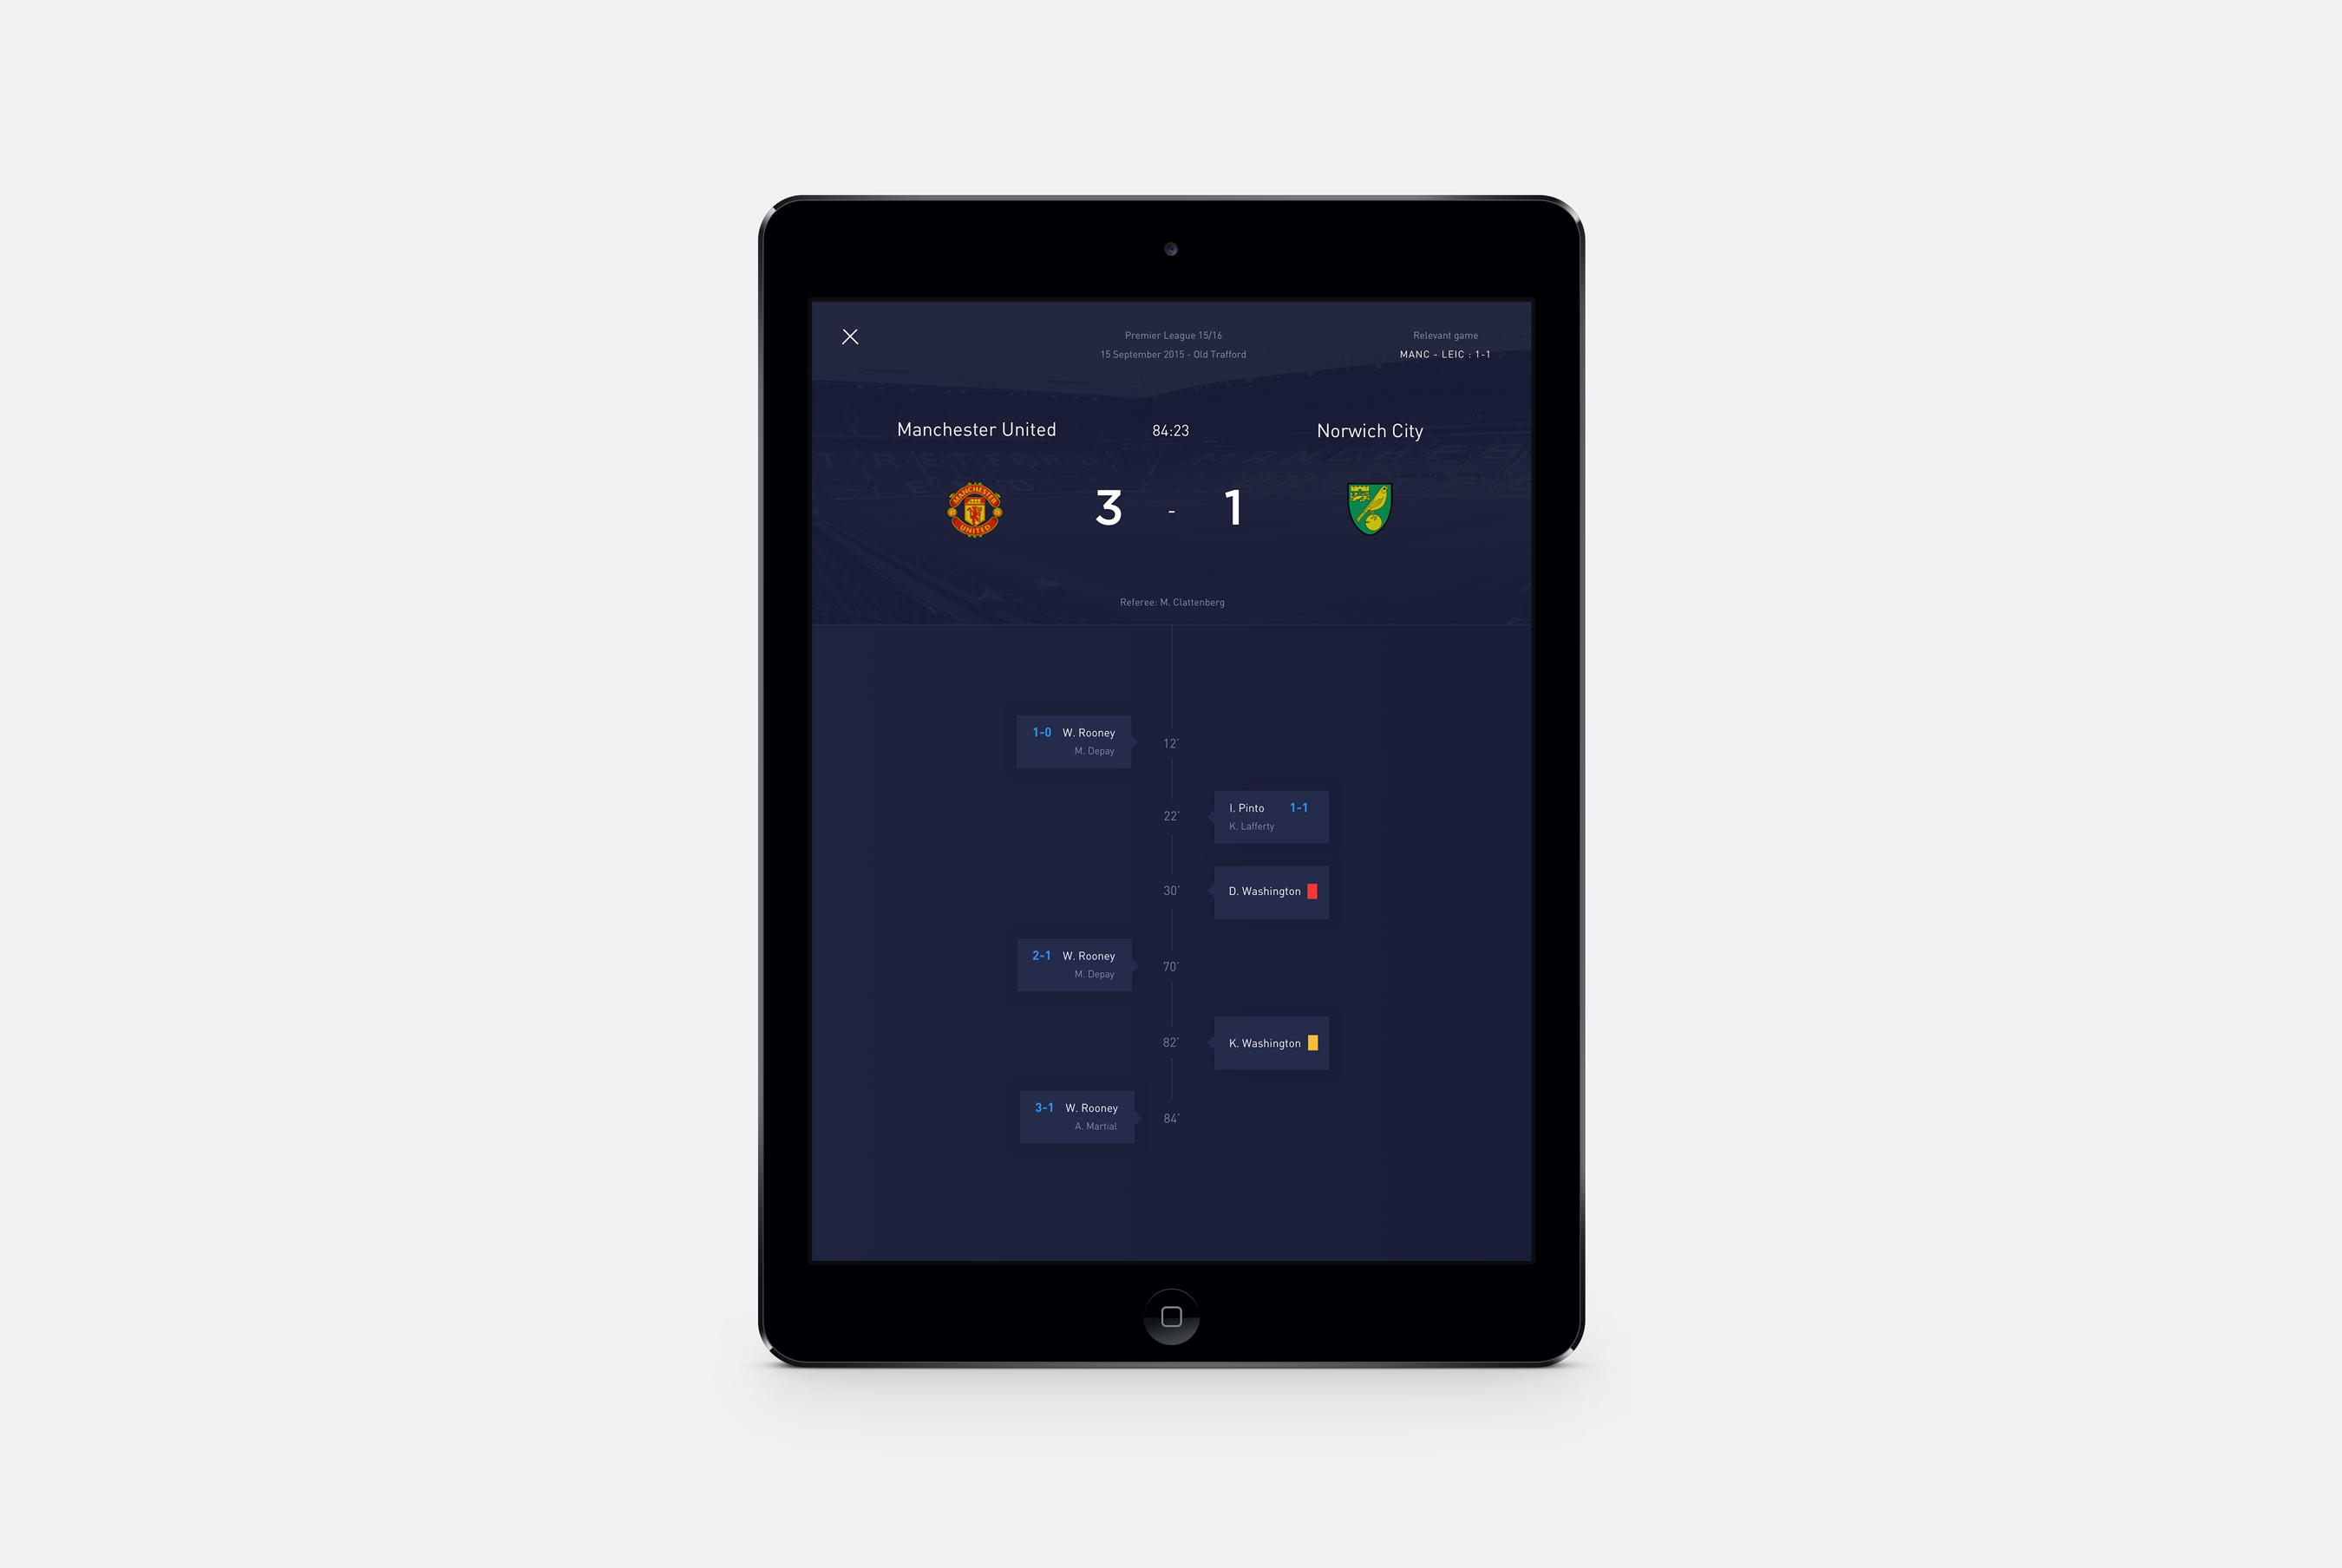 Premier League 15/16
15 September 2015 - Old Trafford
Relevant game
MANC - LEIC : 1-1
Manchester United
84:23
Norwich City
MANCHESTER
UNITED
3 - 1
Referee: M. Clattenberg
1-0 W. Rooney
M. Depay
12'
22'
I. Pinto 1-1
K. Lafferty
30'
D. Washington
2-1 W. Rooney
M. Depay
70'
82'
K. Washington
3-1 W. Rooney
A. Martial
84'